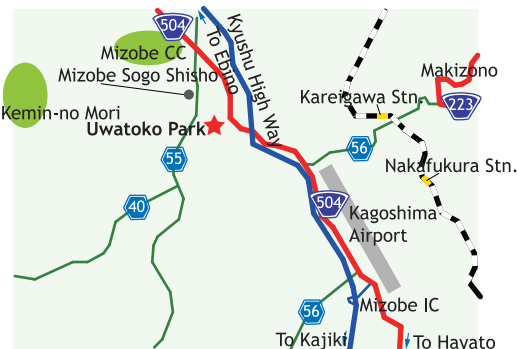 504
Kyushu High Way
To Ebino
Mizobe CC
Mizobe Sogo Shisho
Kemin-no Mori
Makizono
Kareigawa Stn.
223
Uwatoko Park
56
55
Nakafukura Stn.
40
504
Kagoshima
Airport
56
Mizobe IC
To Kajiki
To Hayato